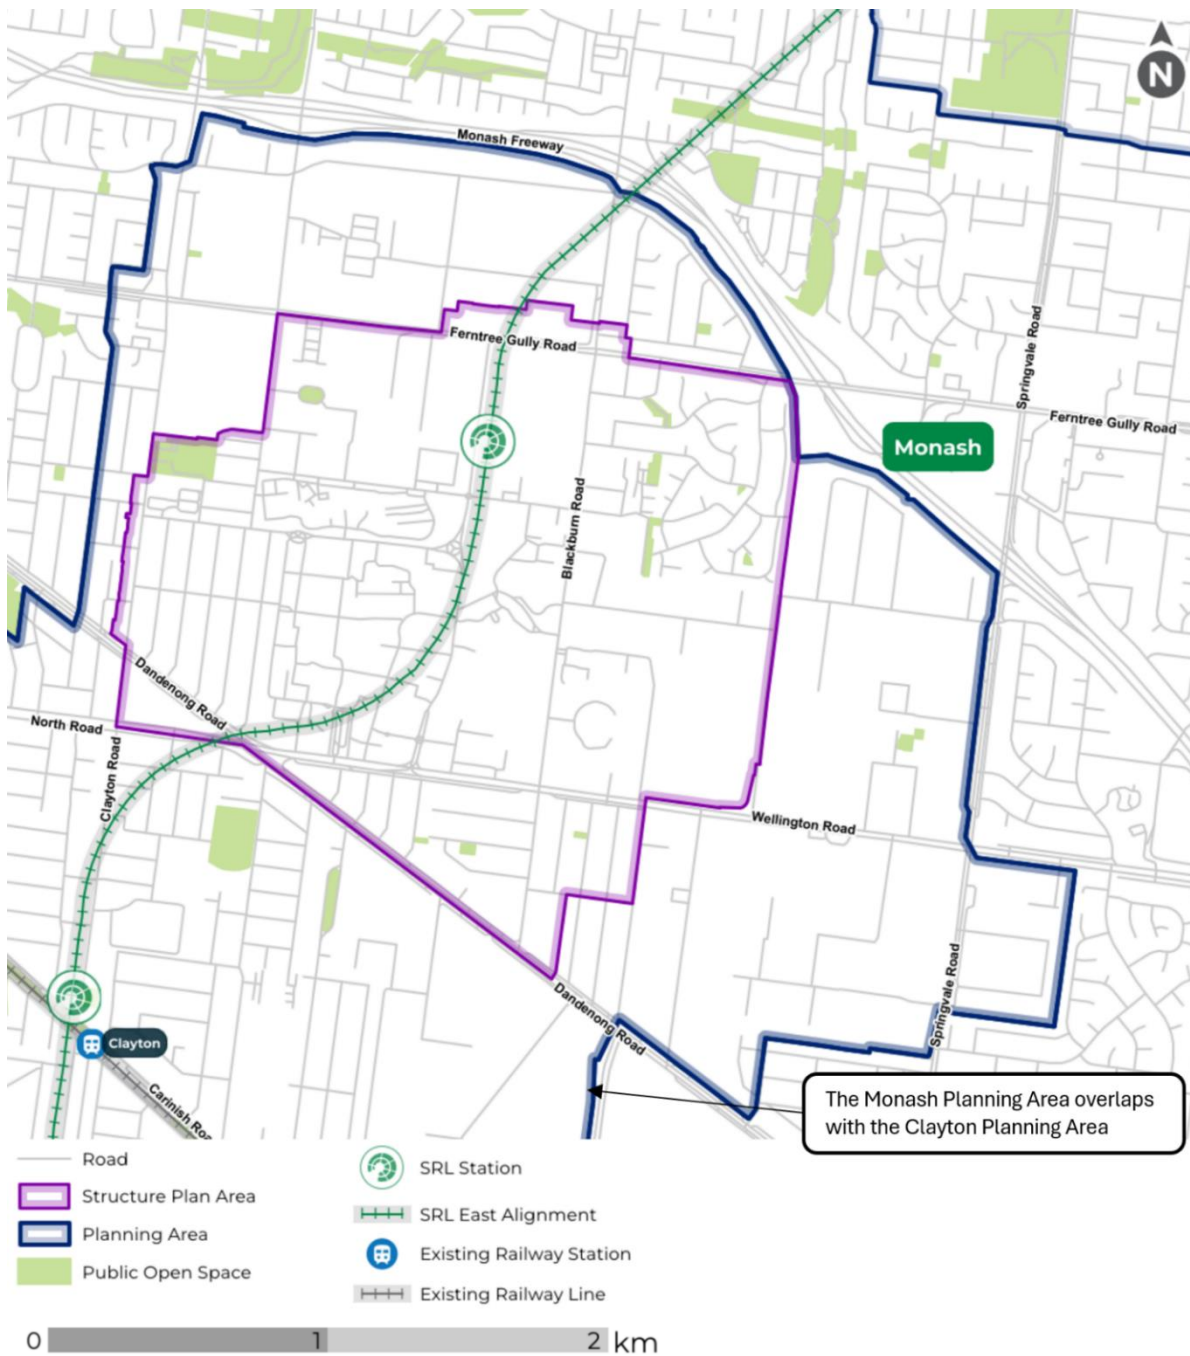 N
Monash Freeway
Springvale Road
Ferntree Gully Road
Ferntree Gully Road
Monash
Blackburn Road
Dandenong Road
North Road
Clayton Road
Wellington Road
Springvale Road
Dandenong Road
Clayton
Carinish Roa
The Monash Planning Area overlaps
with the Clayton Planning Area
Road
Structure Plan Area
Planning Area
Public Open Space
SRL Station
SRL East Alignment
Existing Railway Station
Existing Railway Line
0 1 2 km